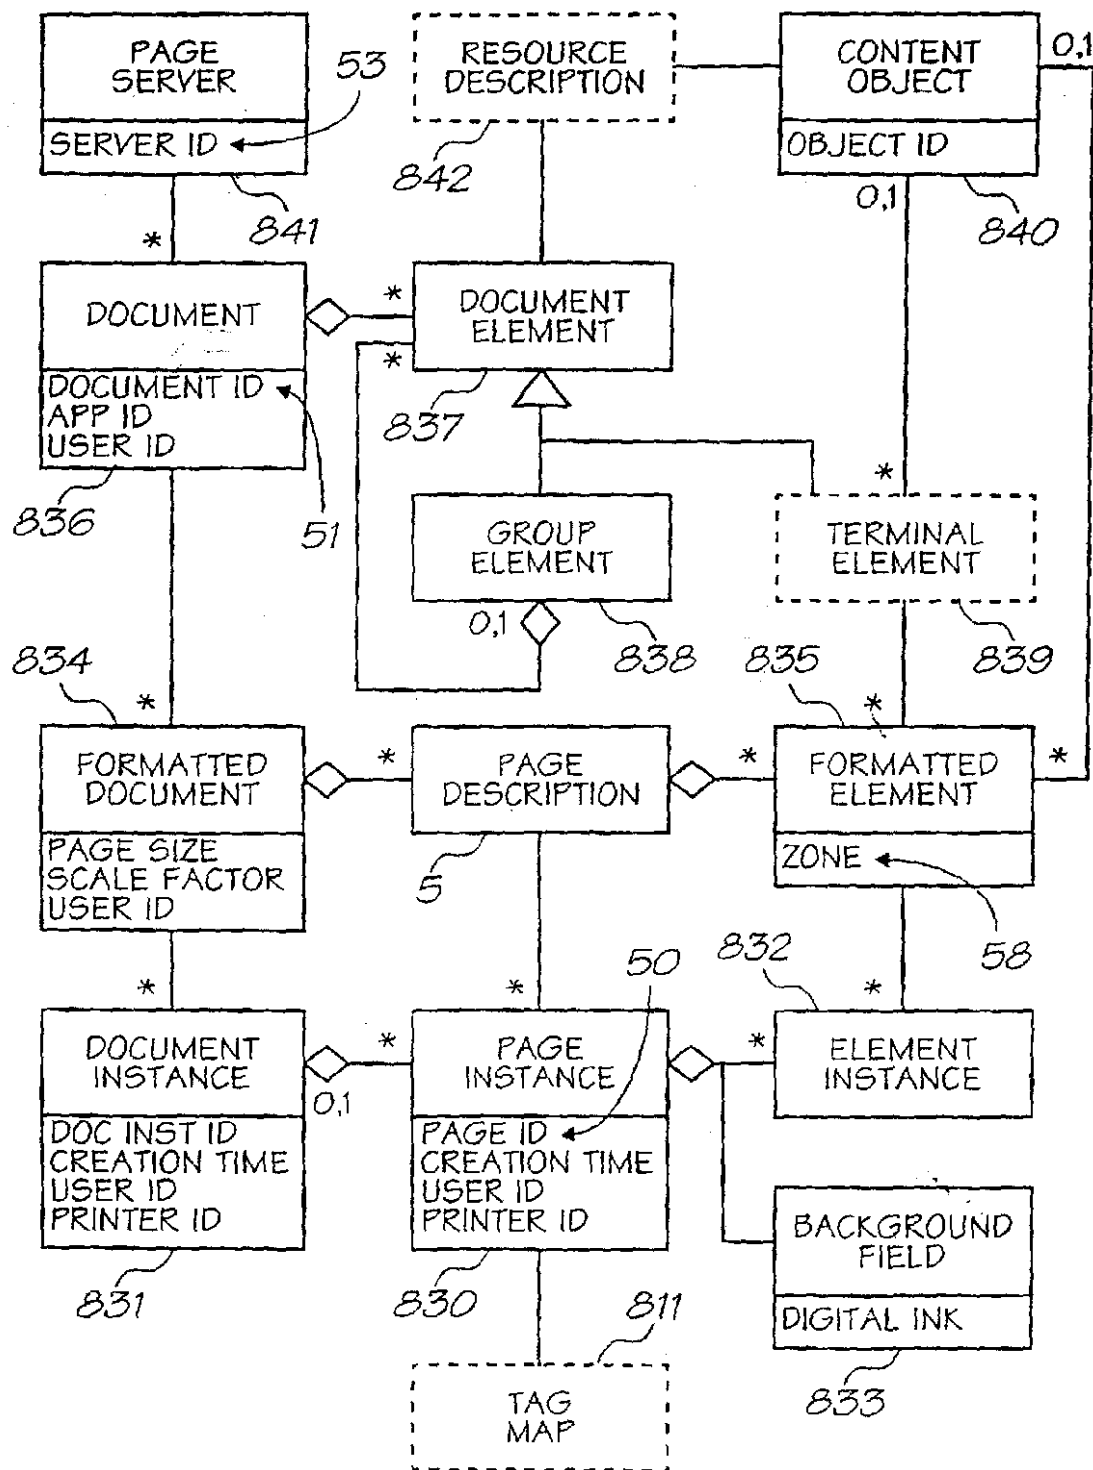 PAGE
SERVER
53
SERVER ID
841
RESOURCE
DESCRIPTION
842
CONTENT
OBJECT
0,1
OBJECT ID
0,1
840
*
DOCUMENT
*
DOCUMENT
ELEMENT
*
837
DOCUMENT ID
APP ID
USER ID
836
51
GROUP
ELEMENT
0,1
838
*
TERMINAL
ELEMENT
839
834
*
FORMATTED
DOCUMENT
*
PAGE
DESCRIPTION
5
835
*
*
FORMATTED
ELEMENT
*
PAGE SIZE
SCALE FACTOR
USER ID
ZONE
58
*
DOCUMENT
INSTANCE
0,1
*
*
50
PAGE
INSTANCE
832
*
*
ELEMENT
INSTANCE
DOC INST ID
CREATION TIME
USER ID
PRINTER ID
831
PAGE ID
CREATION TIME
USER ID
PRINTER ID
830
BACKGROUND
FIELD
DIGITAL INK
833
811
TAG
MAP